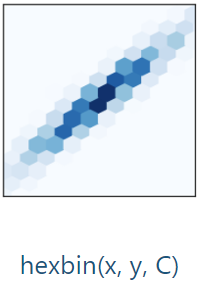 hexbin(x, y, C)